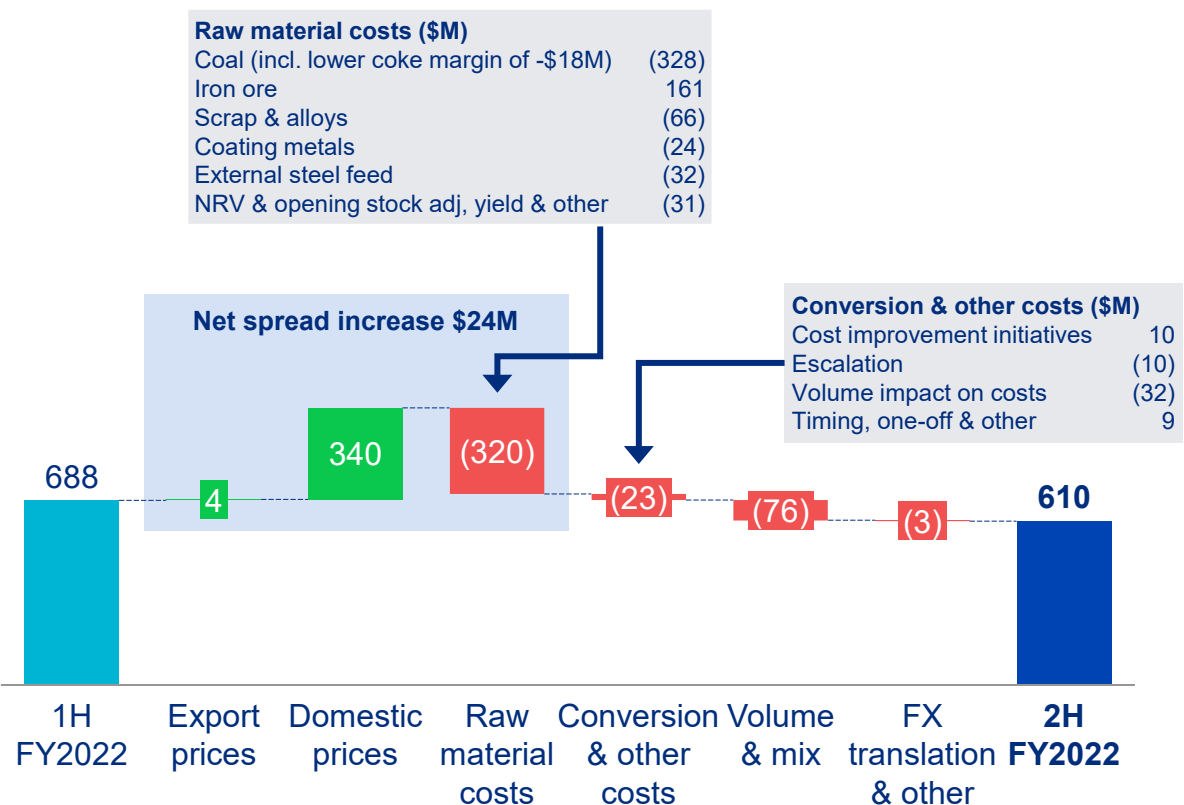 Raw material costs ($M)
Coal (incl. lower coke margin of -$18M) (328)
Iron ore 161
Scrap & alloys (66)
Coating metals (24)
External steel feed (32)
NRV & opening stock adj, yield & other (31)
Net spread increase $24M
Conversion & other costs ($M)
Cost improvement initiatives 10
Escalation (10)
Volume impact on costs (32)
Timing, one-off & other 9
688
4
340
(320)
(23)
(76)
(3)
610
1H
FY2022
Export
prices
Domestic
prices
Raw
material
costs
Conversion
& other
costs
Volume
& mix
FX
translation
& other
2H
FY2022